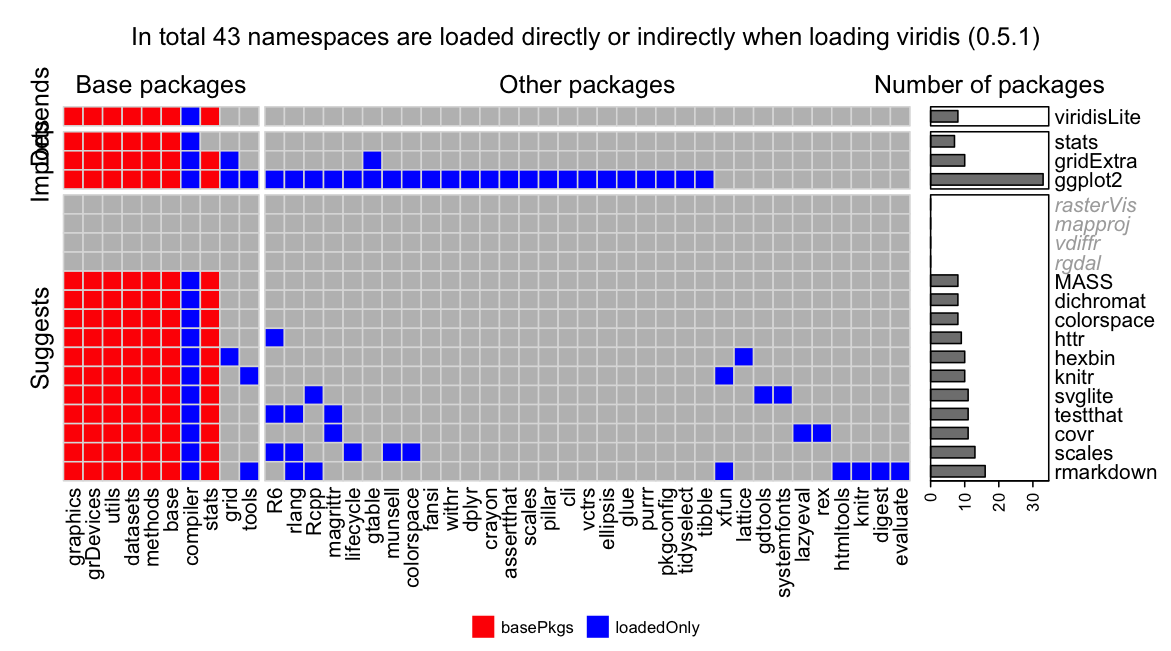 In total 43 namespaces are loaded directly or indirectly when loading viridis (0.5.1)
Base packages
Other packages
Number of packages
Depends
Imports
Suggests
viridisLite
stats
gridExtra
ggplot2
rasterVis
mapproj
vdiffr
rgdal
MASS
dichromat
colorspace
httr
hexbin
knitr
svglite
testthat
covr
scales
rmarkdown
0
10
20
30
graphics
grDevices
utils
datasets
methods
base
compiler
stats
grid
tools
R6
rlang
Rcpp
magrittr
lifecycle
gtable
munsell
colorspace
fansi
withr
dplyr
crayon
assertthat
scales
pillar
cli
vctrs
ellipsis
glue
purrr
pkgconfig
tidyselect
tibble
xfun
lattice
gdtools
systemfonts
lazyeval
rex
htmltools
knitr
digest
evaluate
basePkgs
loadedOnly